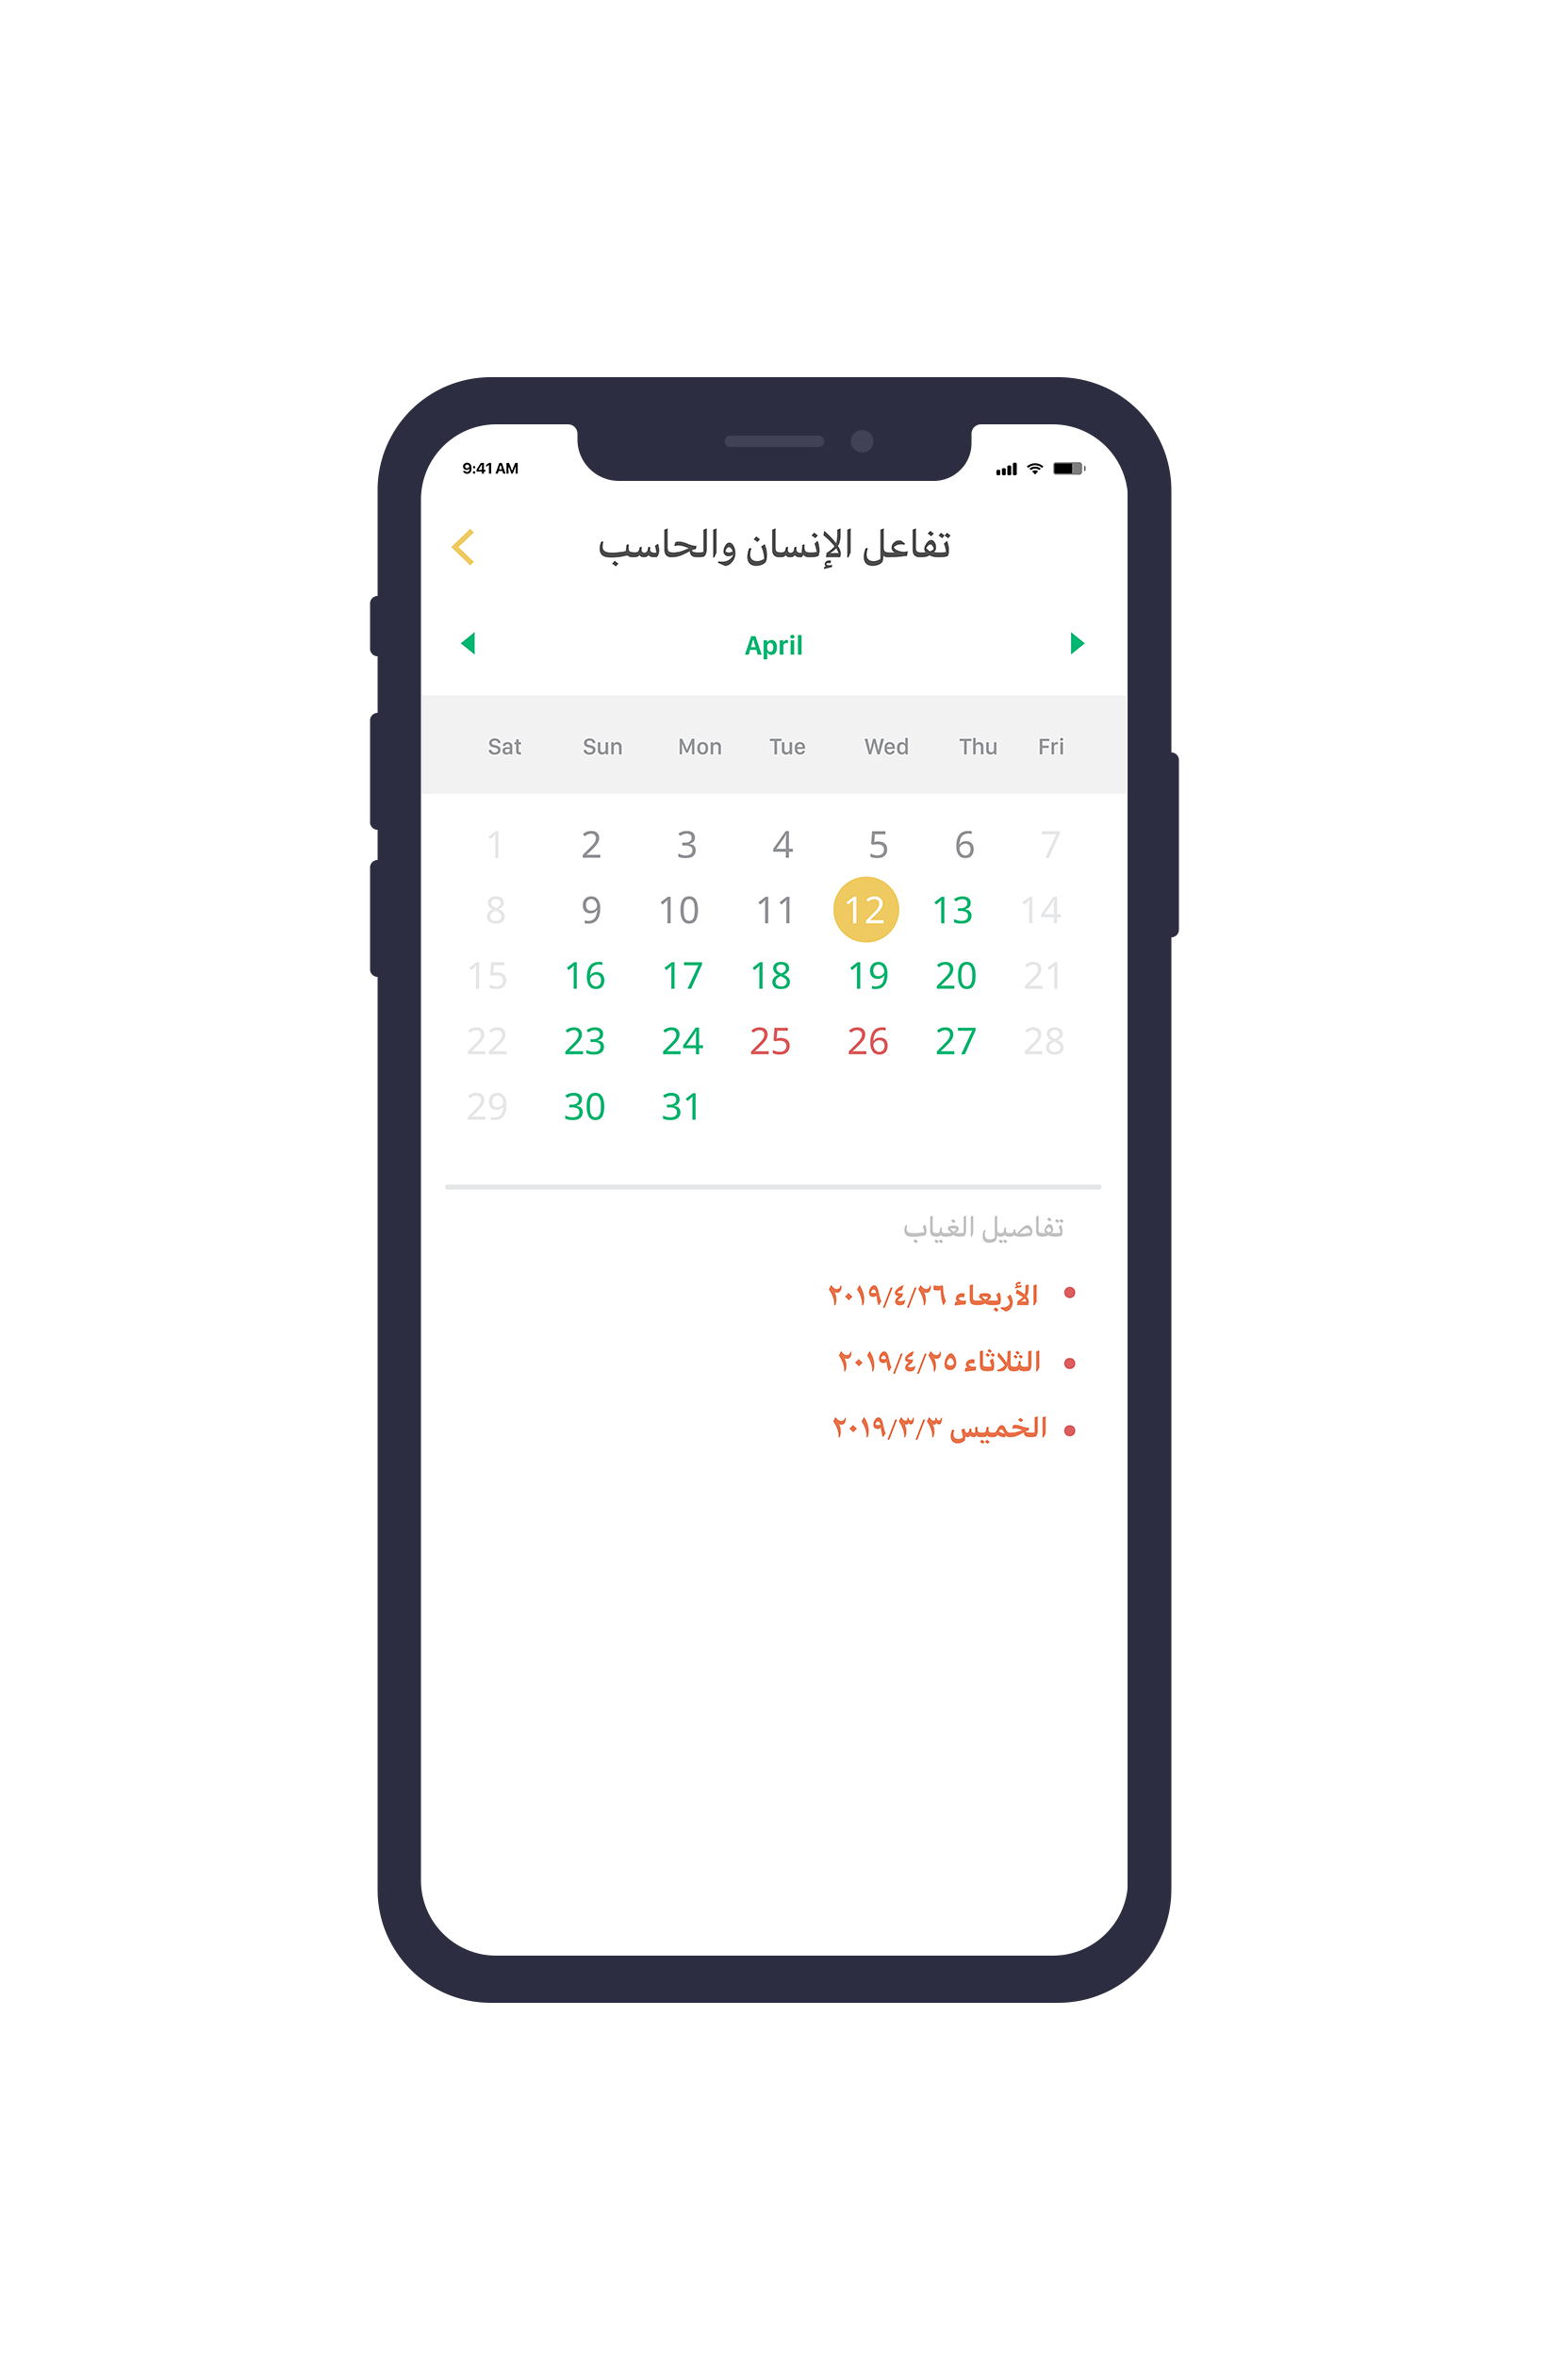 9:41 AM
تفاعل الإنسان والحاسب
April
Sat Sun Mon Tue Wed Thu Fri
1 2 3 4 5 6 7
8 9 10 11 12 13 14
15 16 17 18 19 20 21
22 23 24 25 26 27 28
29 30 31
تفاصيل الغياب
الأربعاء ٢٠١٩/٤/٢٦
الثلاثاء ٢٠١٩/٤/٢٥
الخميس ٢٠١٩/٣/٣